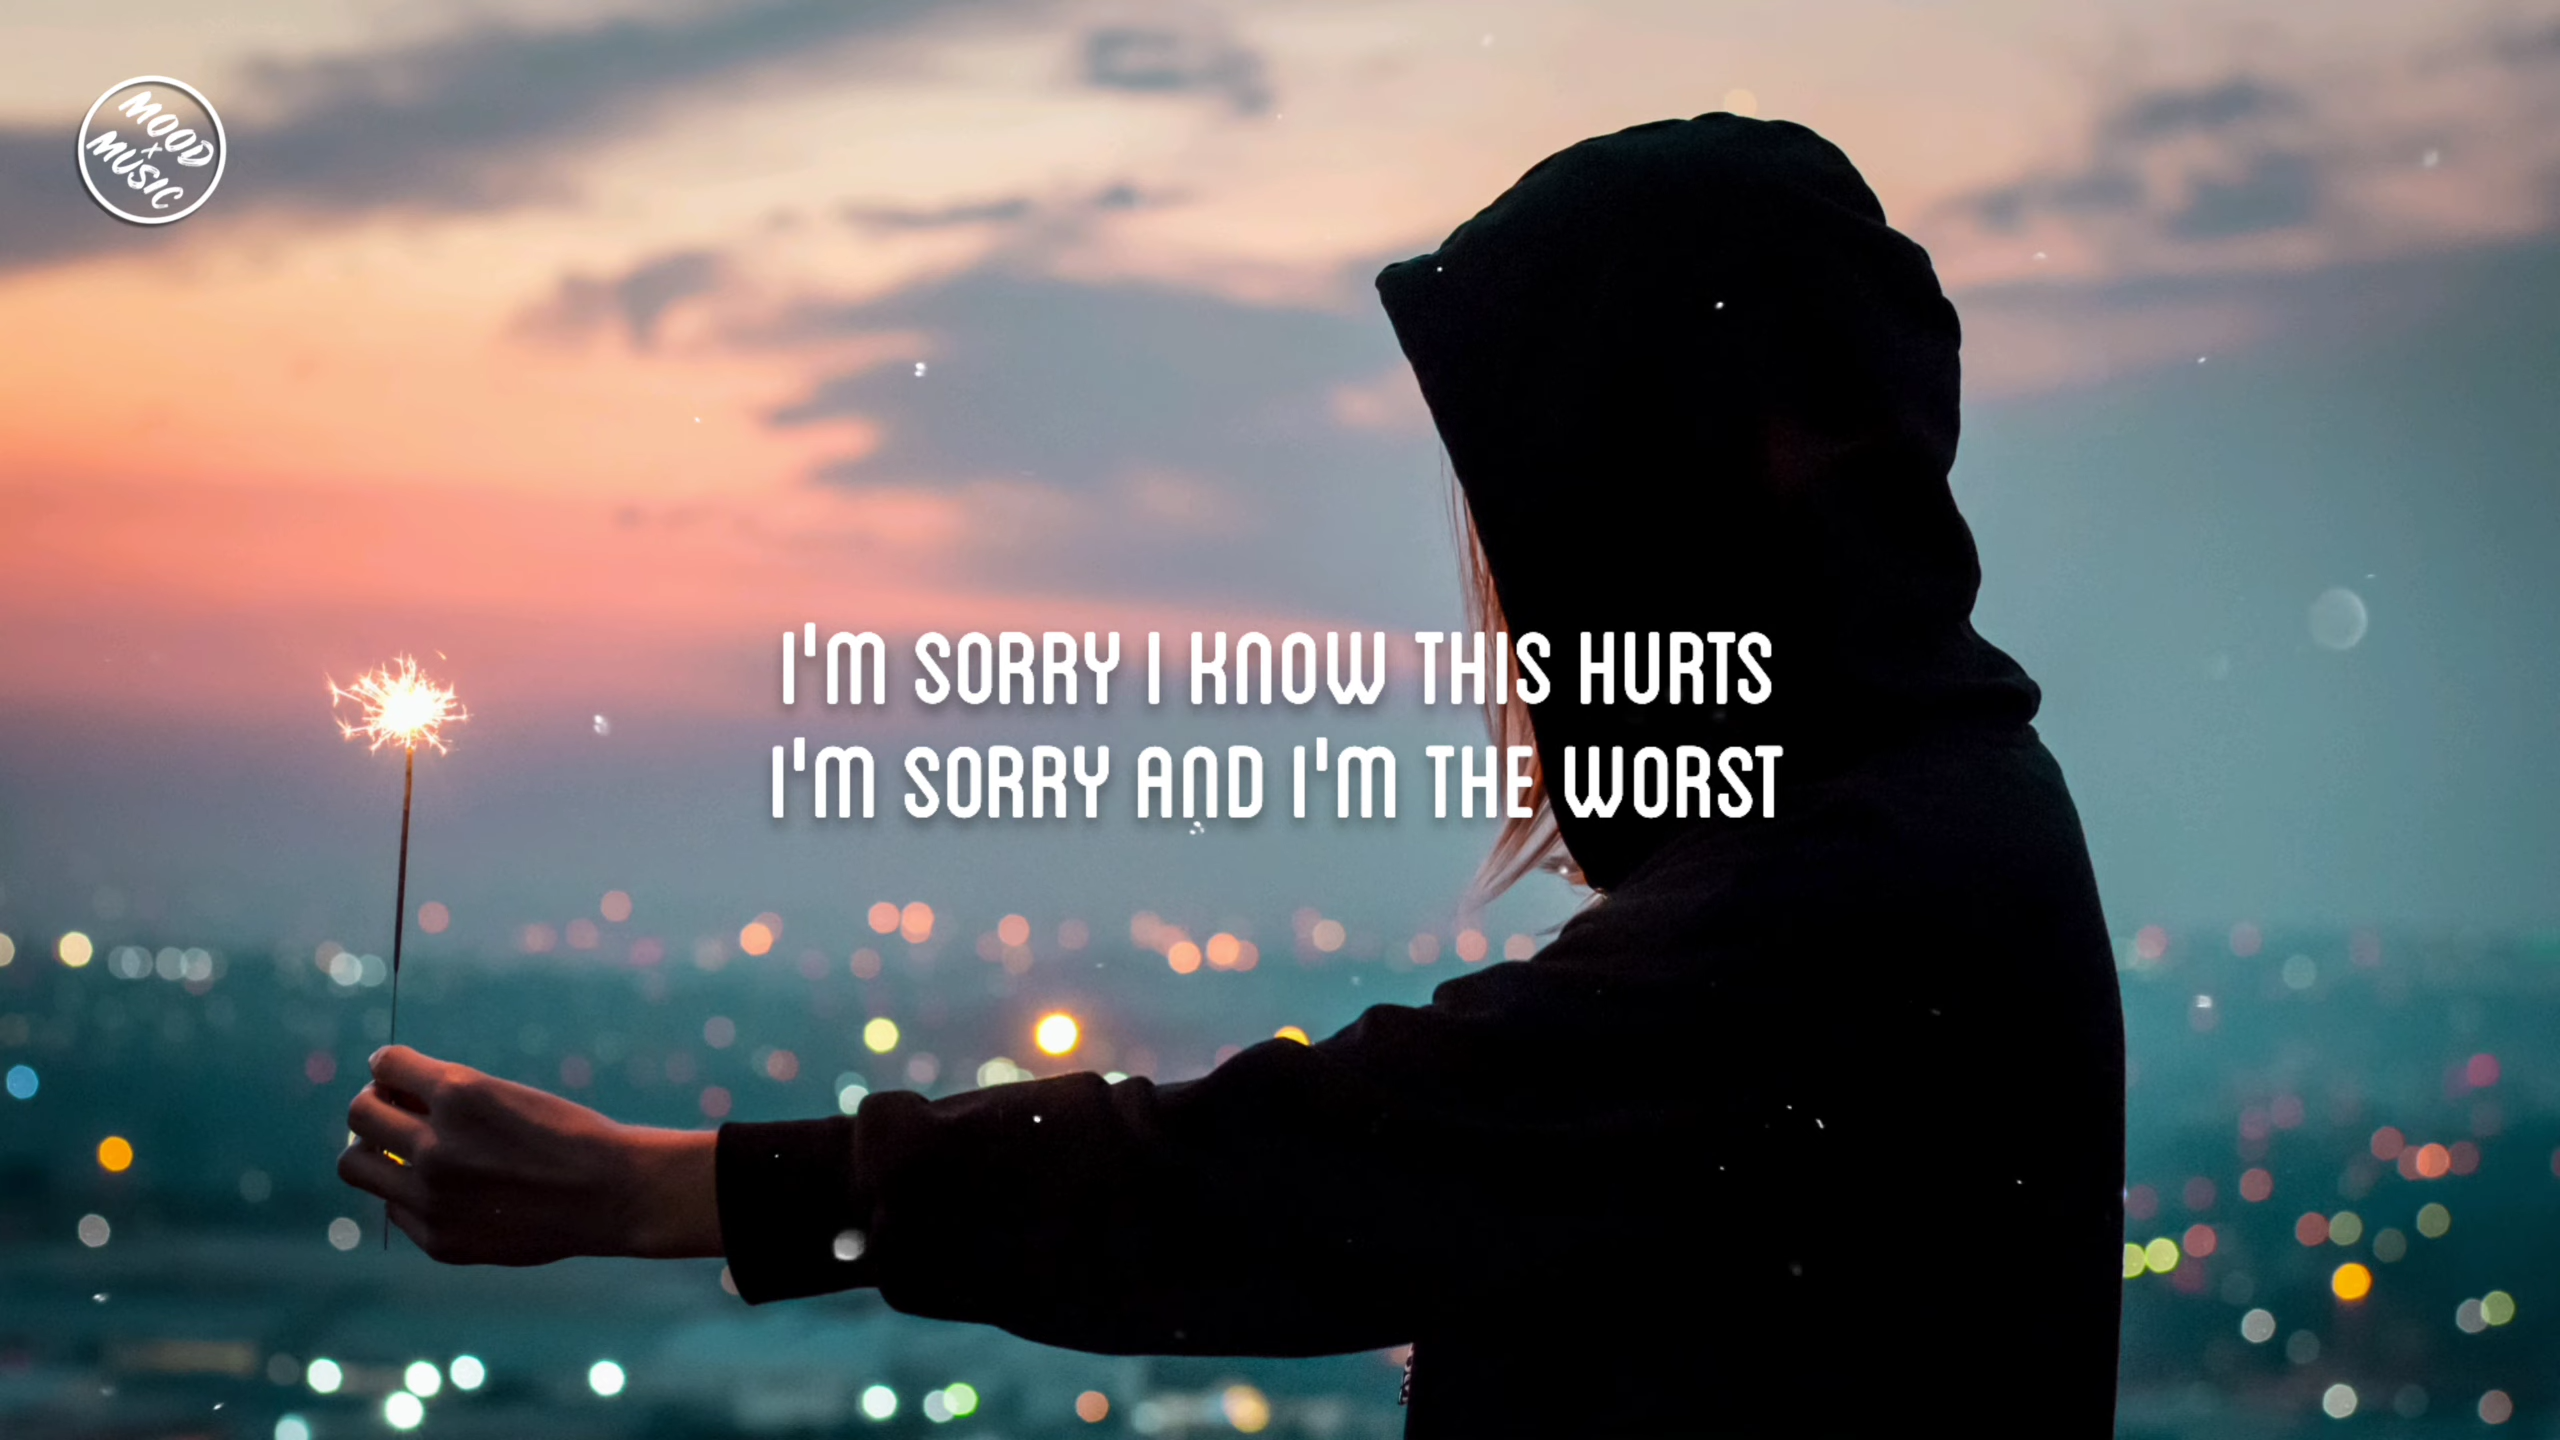 MOOD
x
MUSIC
I'M SORRY I KNOW THIS HURTS
I'M SORRY AND I'M THE WORST